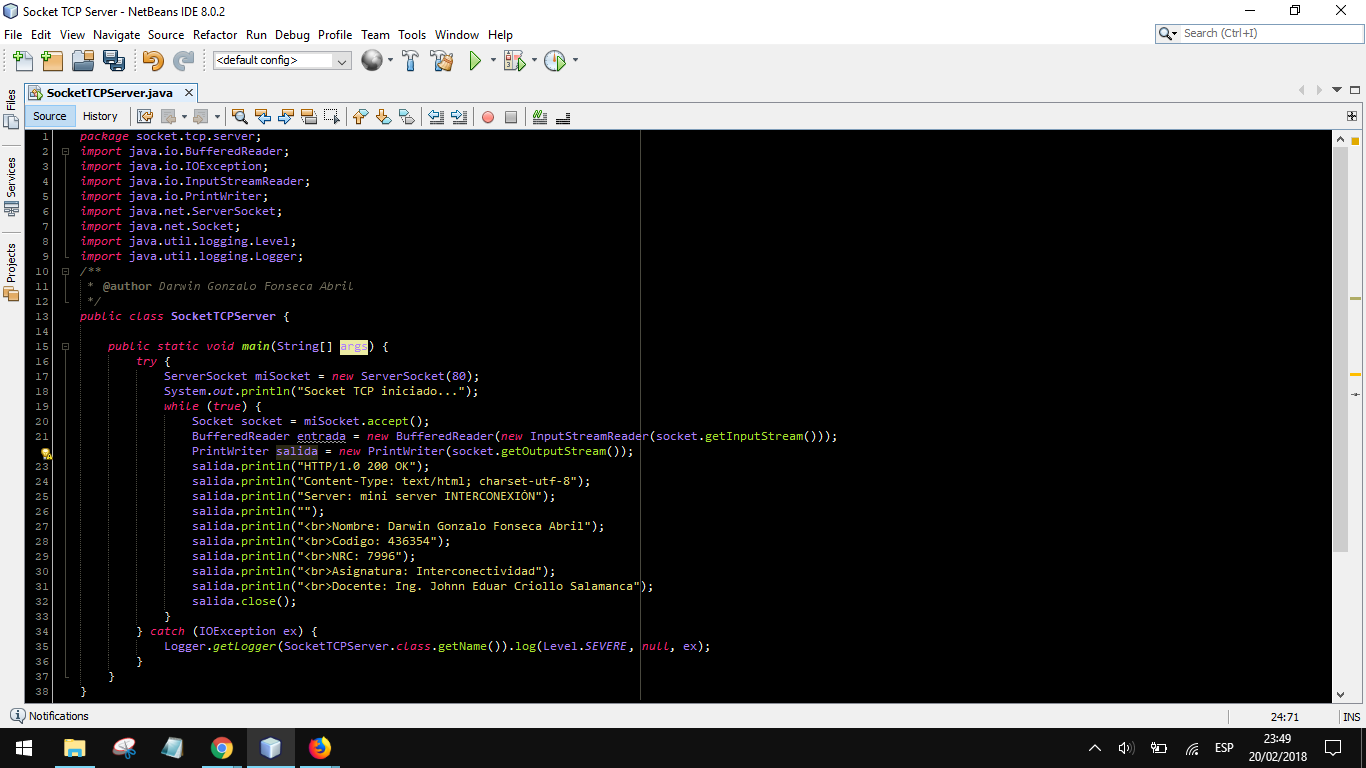 Socket TCP Server - NetBeans IDE 8.0.2
File Edit View Navigate Source Refactor Run Debug Profile Team Tools Window Help
Search (Ctrl+I)
<default config>
Files
Services
Projects
SocketTCPServer.java
Source History
1 package socket.tcp.server;
2 import java.io.BufferedReader;
3 import java.io.IOException;
4 import java.io.InputStreamReader;
5 import java.io.PrintWriter;
6 import java.net.ServerSocket;
7 import java.net.Socket;
8 import java.util.logging.Level;
9 import java.util.logging.Logger;
10 /**
11 * @author Darwin Gonzalo Fonseca Abril
12 */
13 public class SocketTCPServer {
14
15 public static void main(String[] args) {
16 try {
17 ServerSocket miSocket = new ServerSocket(80);
18 System.out.println("Socket TCP iniciado...");
19 while (true) {
20 Socket socket = miSocket.accept();
21 BufferedReader entrada = new BufferedReader(new InputStreamReader(socket.getInputStream()));
PrintWriter salida = new PrintWriter(socket.getOutputStream());
23 salida.println("HTTP/1.0 200 OK");
24 salida.println("Content-Type: text/html; charset-utf-8");
25 salida.println("Server: mini server INTERCONEXIÓN");
26 salida.println("");
27 salida.println("<br>Nombre: Darwin Gonzalo Fonseca Abril");
28 salida.println("<br>Codigo: 436354");
29 salida.println("<br>NRC: 7996");
30 salida.println("<br>Asignatura: Interconectividad");
31 salida.println("<br>Docente: Ing. Johnn Eduar Criollo Salamanca");
32 salida.close();
33 }
34 } catch (IOException ex) {
35 Logger.getLogger(SocketTCPServer.class.getName()).log(Level.SEVERE, null, ex);
36 }
37 }
38 }
Notifications
24:71 INS
ESP
23:49
20/02/2018